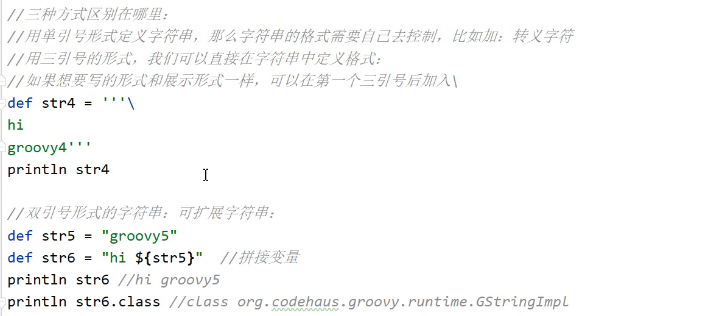 //三种方式区别在哪里:
//用单引号形式定义字符串,那么字符串的格式需要自己去控制,比如加:转义字符
//用三引号的形式,我们可以直接在字符串中定义格式:
//如果想要写的形式和展示形式一样,可以在第一个三引号后加入\
def str4 = '''\
hi
groovy4'''
println str4
//双引号形式的字符串:可扩展字符串:
def str5 = "groovy5"
def str6 = "hi ${str5}"  //拼接变量
println str6 //hi groovy5
println str6.class //class org.codehaus.groovy.runtime.GStringImpl